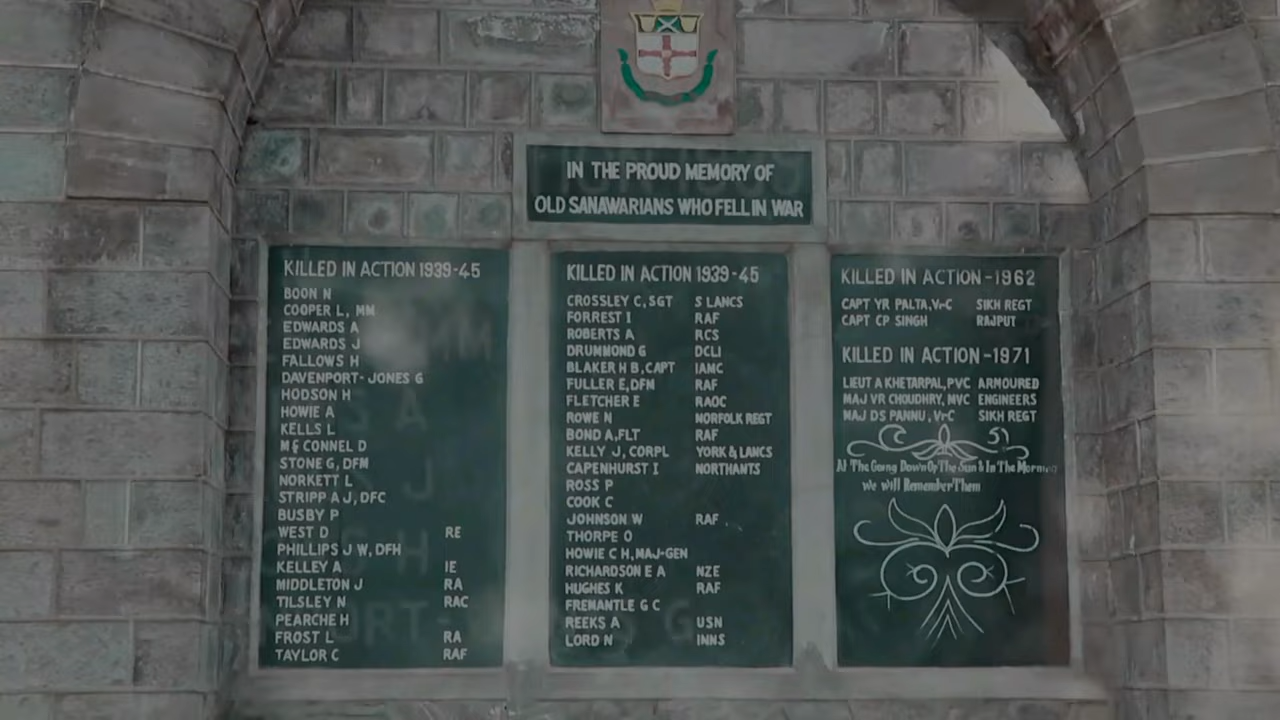 IN THE PROUD MEMORY OF
OLD SANAWARIANS WHO FELL IN WAR
KILLED IN ACTION 1939-45
BOON N
COOPER L, MM
EDWARDS A
EDWARDS J
FALLOWS H
DAVENPORT-JONES G
HODSON H
HOWIE A
KELLS L
Mc CONNEL D
STONE G, DFM
NORKETT L
STRIPP A J, DFC
BUSBY P
WEST D RE
PHILLIPS J W, DFH
KELLEY A IE
MIDDLETON J RA
TILSLEY N RAC
PEARCHE H
FROST L RA
TAYLOR C RAF
KILLED IN ACTION 1939-45
CROSSLEY C, SGT S LANCS
FORREST I RAF
ROBERTS A RCS
DRUMMOND G DCLI
BLAKER H B, CAPT IAMC
FULLER E, DFM RAF
FLETCHER E RAOC
ROWE N NORFOLK REGT
BOND A, FLT RAF
KELLY J, CORPL YORK & LANCS
CAPENHURST I NORTHANTS
ROSS P
COOK C
JOHNSON W RAF
THORPE O
HOWIE C H, MAJ-GEN
RICHARDSON E A NZE
HUGHES K RAF
FREMANTLE G C
REEKS A USN
LORD N INNS
KILLED IN ACTION -1962
CAPT YR PALTA, VrC SIKH REGT
CAPT CP SINGH RAJPUT
KILLED IN ACTION -1971
LIEUT A KHETARPAL, PVC ARMOURED
MAJ VR CHOUDHRY, MVC ENGINEERS
MAJ DS PANNU, VrC SIKH REGT
At The Going Down Of The Sun & In The Morning
We will Remember Them